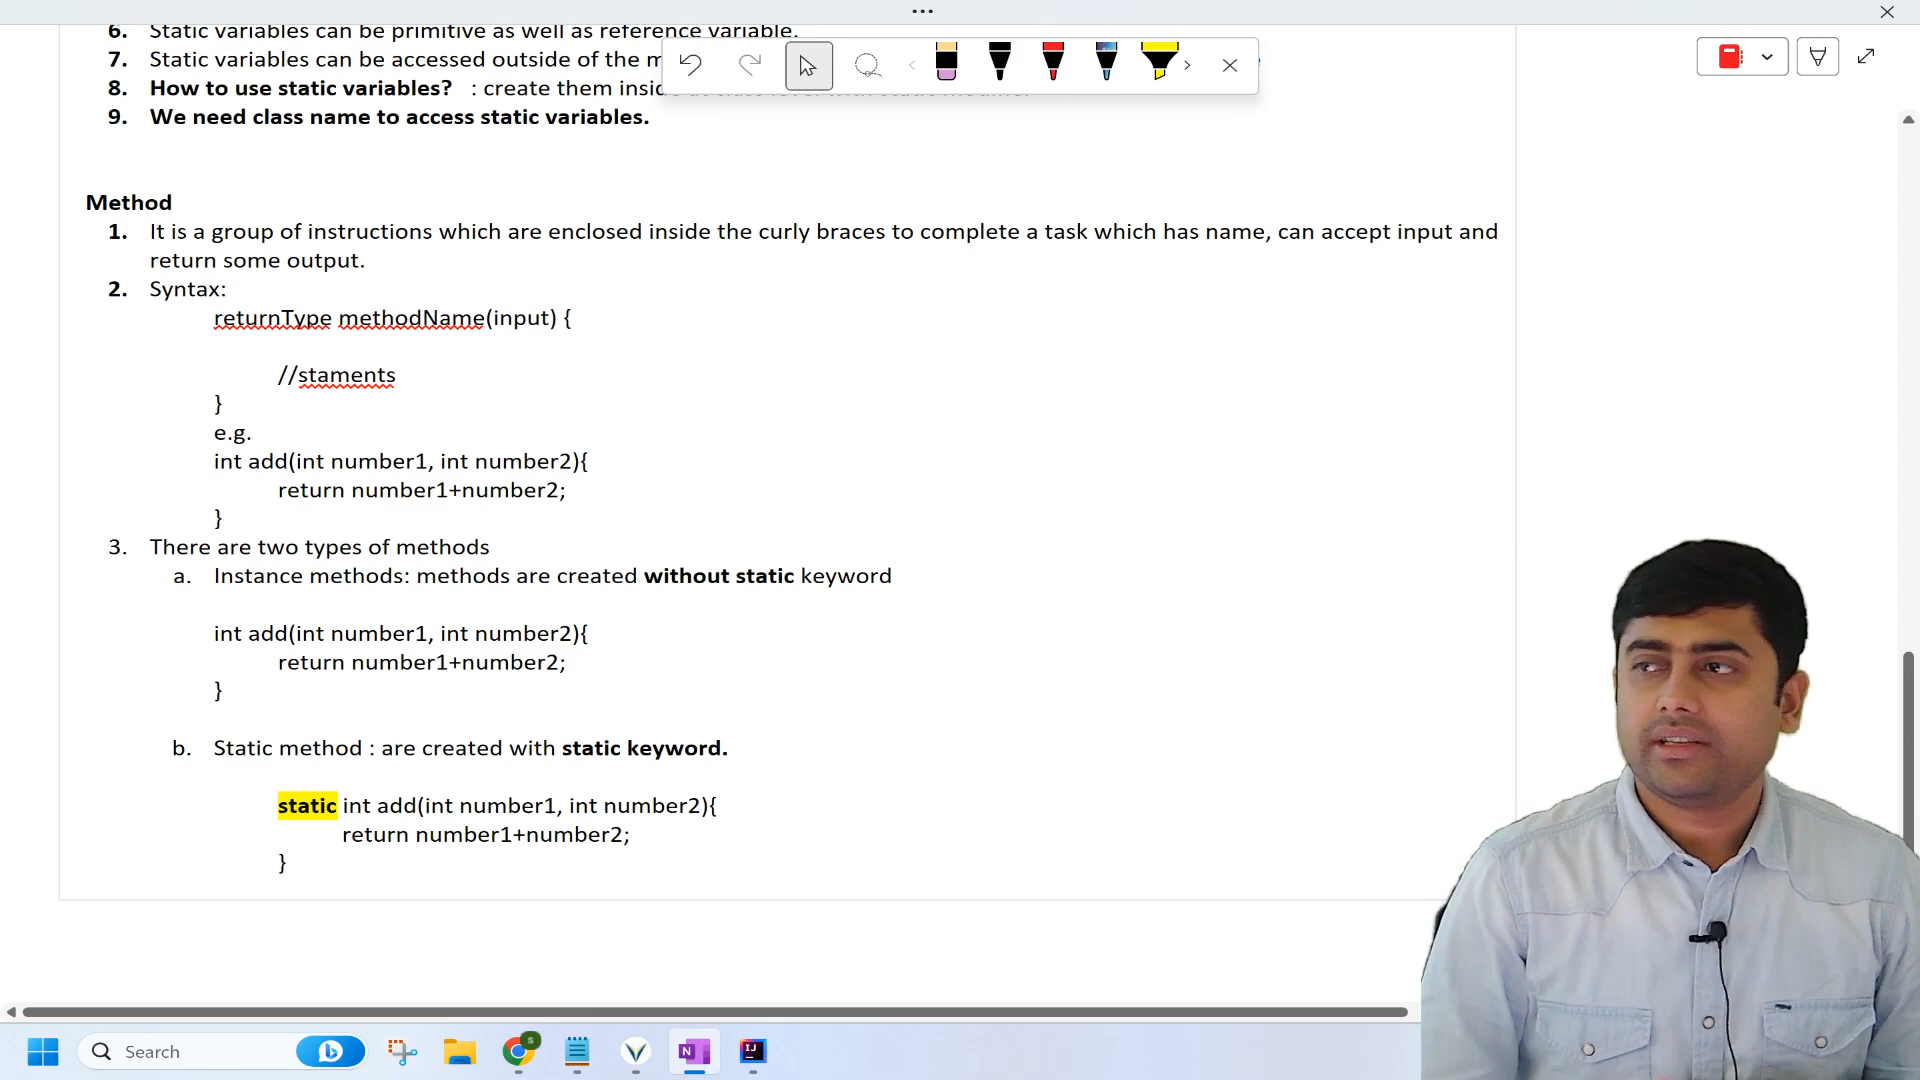 6. Static variables can be primitive as well as reference variable.
7. Static variables can be accessed outside of the m
8. How to use static variables? : create them insid
9. We need class name to access static variables.
Method
1. It is a group of instructions which are enclosed inside the curly braces to complete a task which has name, can accept input and
return some output.
2. Syntax:
returnType methodName(input) {
//staments
}
e.g.
int add(int number1, int number2){
return number1+number2;
}
3. There are two types of methods
a. Instance methods: methods are created without static keyword
int add(int number1, int number2){
return number1+number2;
}
b. Static method : are created with static keyword.
static int add(int number1, int number2){
return number1+number2;
}
Search